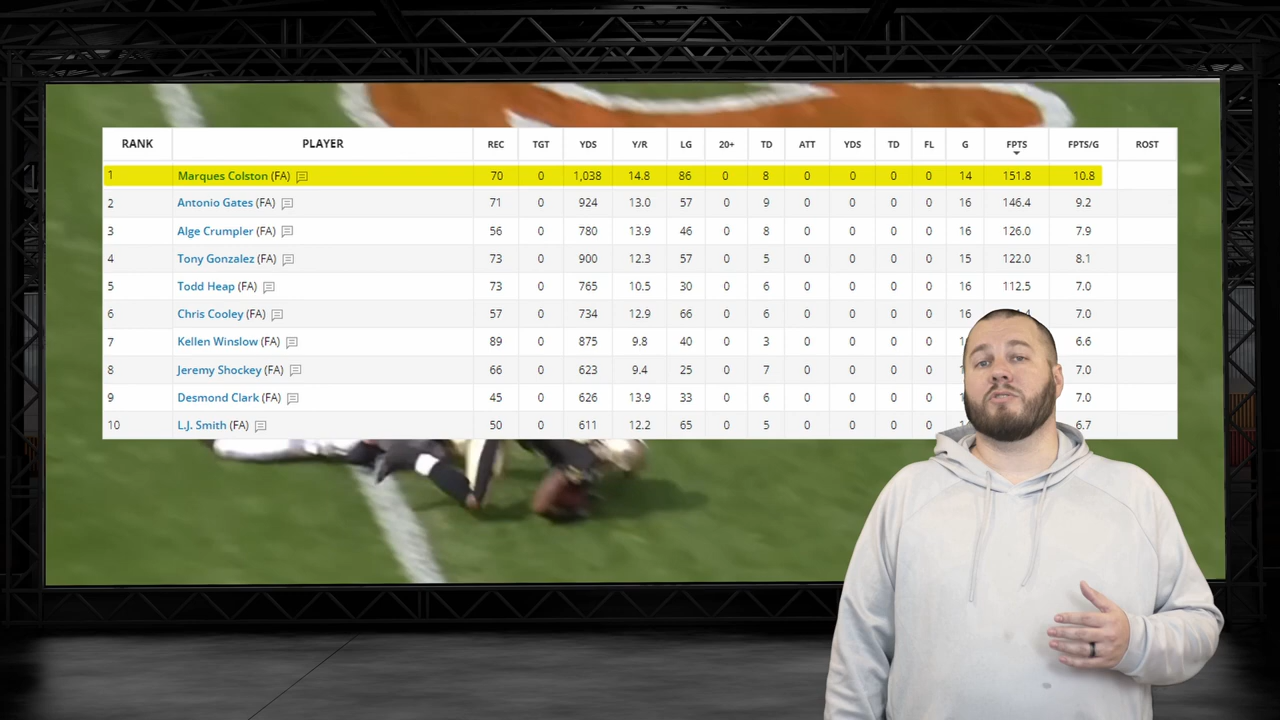 RANK PLAYER REC TGT YDS Y/R LG 20+ TD ATT YDS TD FL G FPTS FPTS/G ROST
1 Marques Colston (FA) 70 0 1,038 14.8 86 0 8 0 0 0 0 14 151.8 10.8
2 Antonio Gates (FA) 71 0 924 13.0 57 0 9 0 0 0 0 16 146.4 9.2
3 Alge Crumpler (FA) 56 0 780 13.9 46 0 8 0 0 0 0 16 126.0 7.9
4 Tony Gonzalez (FA) 73 0 900 12.3 57 0 5 0 0 0 0 15 122.0 8.1
5 Todd Heap (FA) 73 0 765 10.5 30 0 6 0 0 0 0 16 112.5 7.0
6 Chris Cooley (FA) 57 0 734 12.9 66 0 6 0 0 0 0 16 7.0
7 Kellen Winslow (FA) 89 0 875 9.8 40 0 3 0 0 0 0 6.6
8 Jeremy Shockey (FA) 66 0 623 9.4 25 0 7 0 0 0 0 7.0
9 Desmond Clark (FA) 45 0 626 13.9 33 0 6 0 0 0 0 7.0
10 L.J. Smith (FA) 50 0 611 12.2 65 0 5 0 0 0 0 6.7